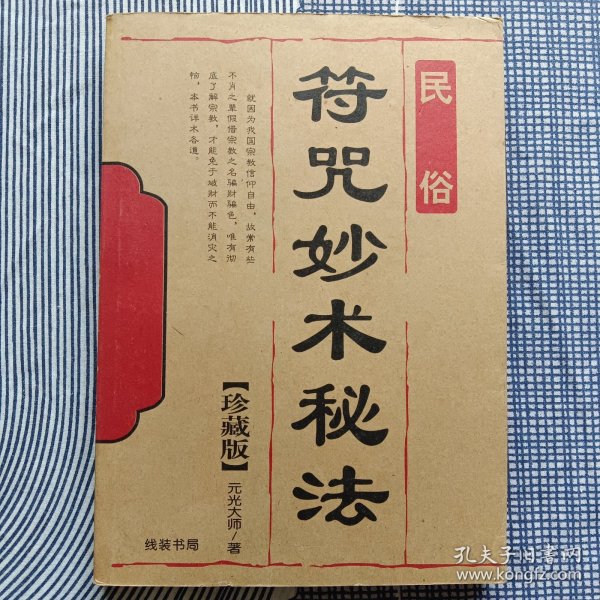 民俗
符咒妙术秘法
就因为我国宗教信仰自由，故常有些
不肖之辈假借宗教之名骗财骗色，唯有彻
底了解宗教，才能免于破财而不能消灾之
恼，本书详术各道。
【珍藏版】
元光大师/著
线装书局
孔夫子旧书网
www.kongfz.com